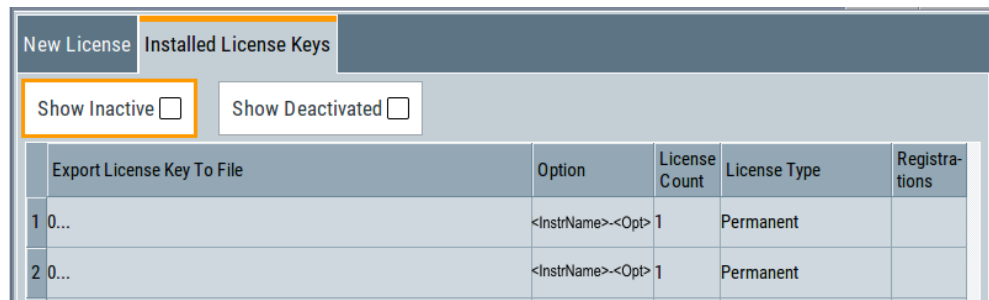 New License Installed License Keys
Show Inactive Show Deactivated
Export License Key To File Option License Count License Type Registra-tions
1 0... <InstrName>-<Opt> 1 Permanent
2 0... <InstrName>-<Opt> 1 Permanent